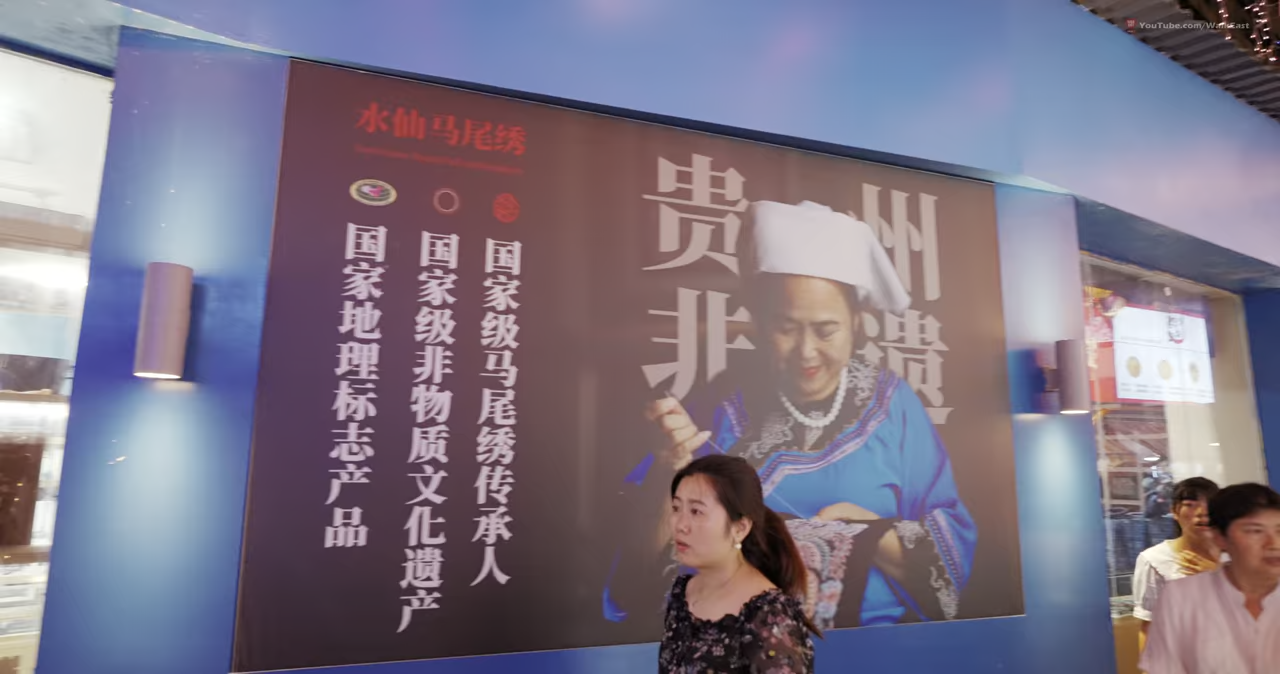 YouTube.com/WalkEast
水仙马尾绣
国家级马尾绣传承人
国家级非物质文化遗产
国家地理标志产品
贵州
非遗